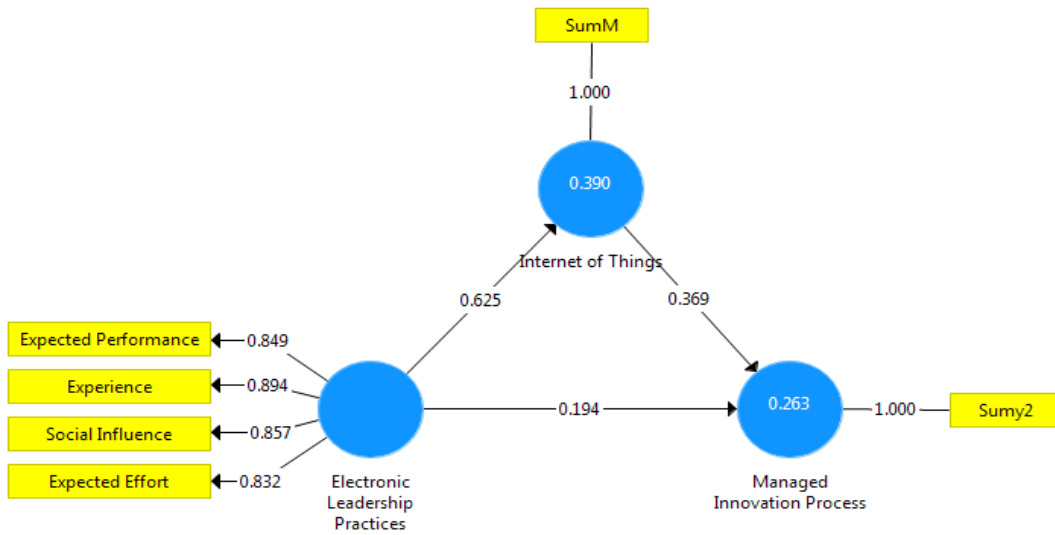 SumM
1.000
0.390
Internet of Things
0.625
0.369
Expected Performance
0.849
Experience
0.894
Social Influence
0.857
Expected Effort
0.832
Electronic
Leadership
Practices
0.194
0.263
Managed
Innovation Process
1.000
Sumy2